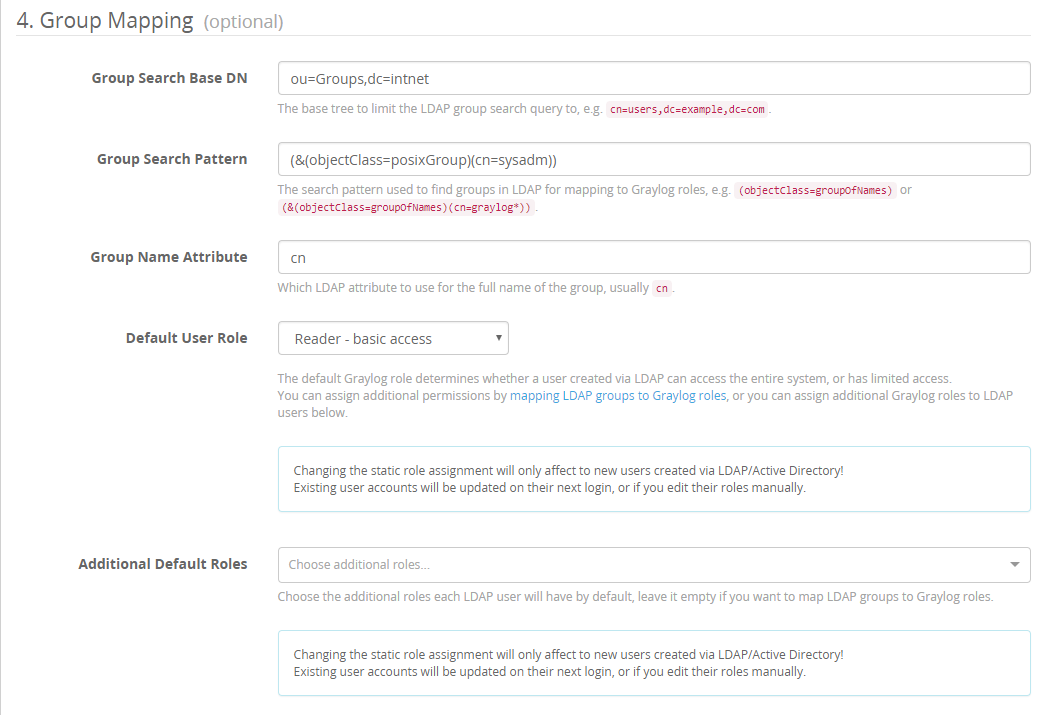 4. Group Mapping (optional)
Group Search Base DN
ou=Groups,dc=intnet
The base tree to limit the LDAP group search query to, e.g. cn=users,dc=example,dc=com .
Group Search Pattern
(&(objectClass=posixGroup)(cn=sysadm))
The search pattern used to find groups in LDAP for mapping to Graylog roles, e.g. (objectClass=groupOfNames) or
(&(objectClass=groupOfNames)(cn=graylog*)) .
Group Name Attribute
cn
Which LDAP attribute to use for the full name of the group, usually cn .
Default User Role
Reader - basic access
The default Graylog role determines whether a user created via LDAP can access the entire system, or has limited access.
You can assign additional permissions by mapping LDAP groups to Graylog roles, or you can assign additional Graylog roles to LDAP
users below.
Changing the static role assignment will only affect to new users created via LDAP/Active Directory!
Existing user accounts will be updated on their next login, or if you edit their roles manually.
Additional Default Roles
Choose additional roles...
Choose the additional roles each LDAP user will have by default, leave it empty if you want to map LDAP groups to Graylog roles.
Changing the static role assignment will only affect to new users created via LDAP/Active Directory!
Existing user accounts will be updated on their next login, or if you edit their roles manually.